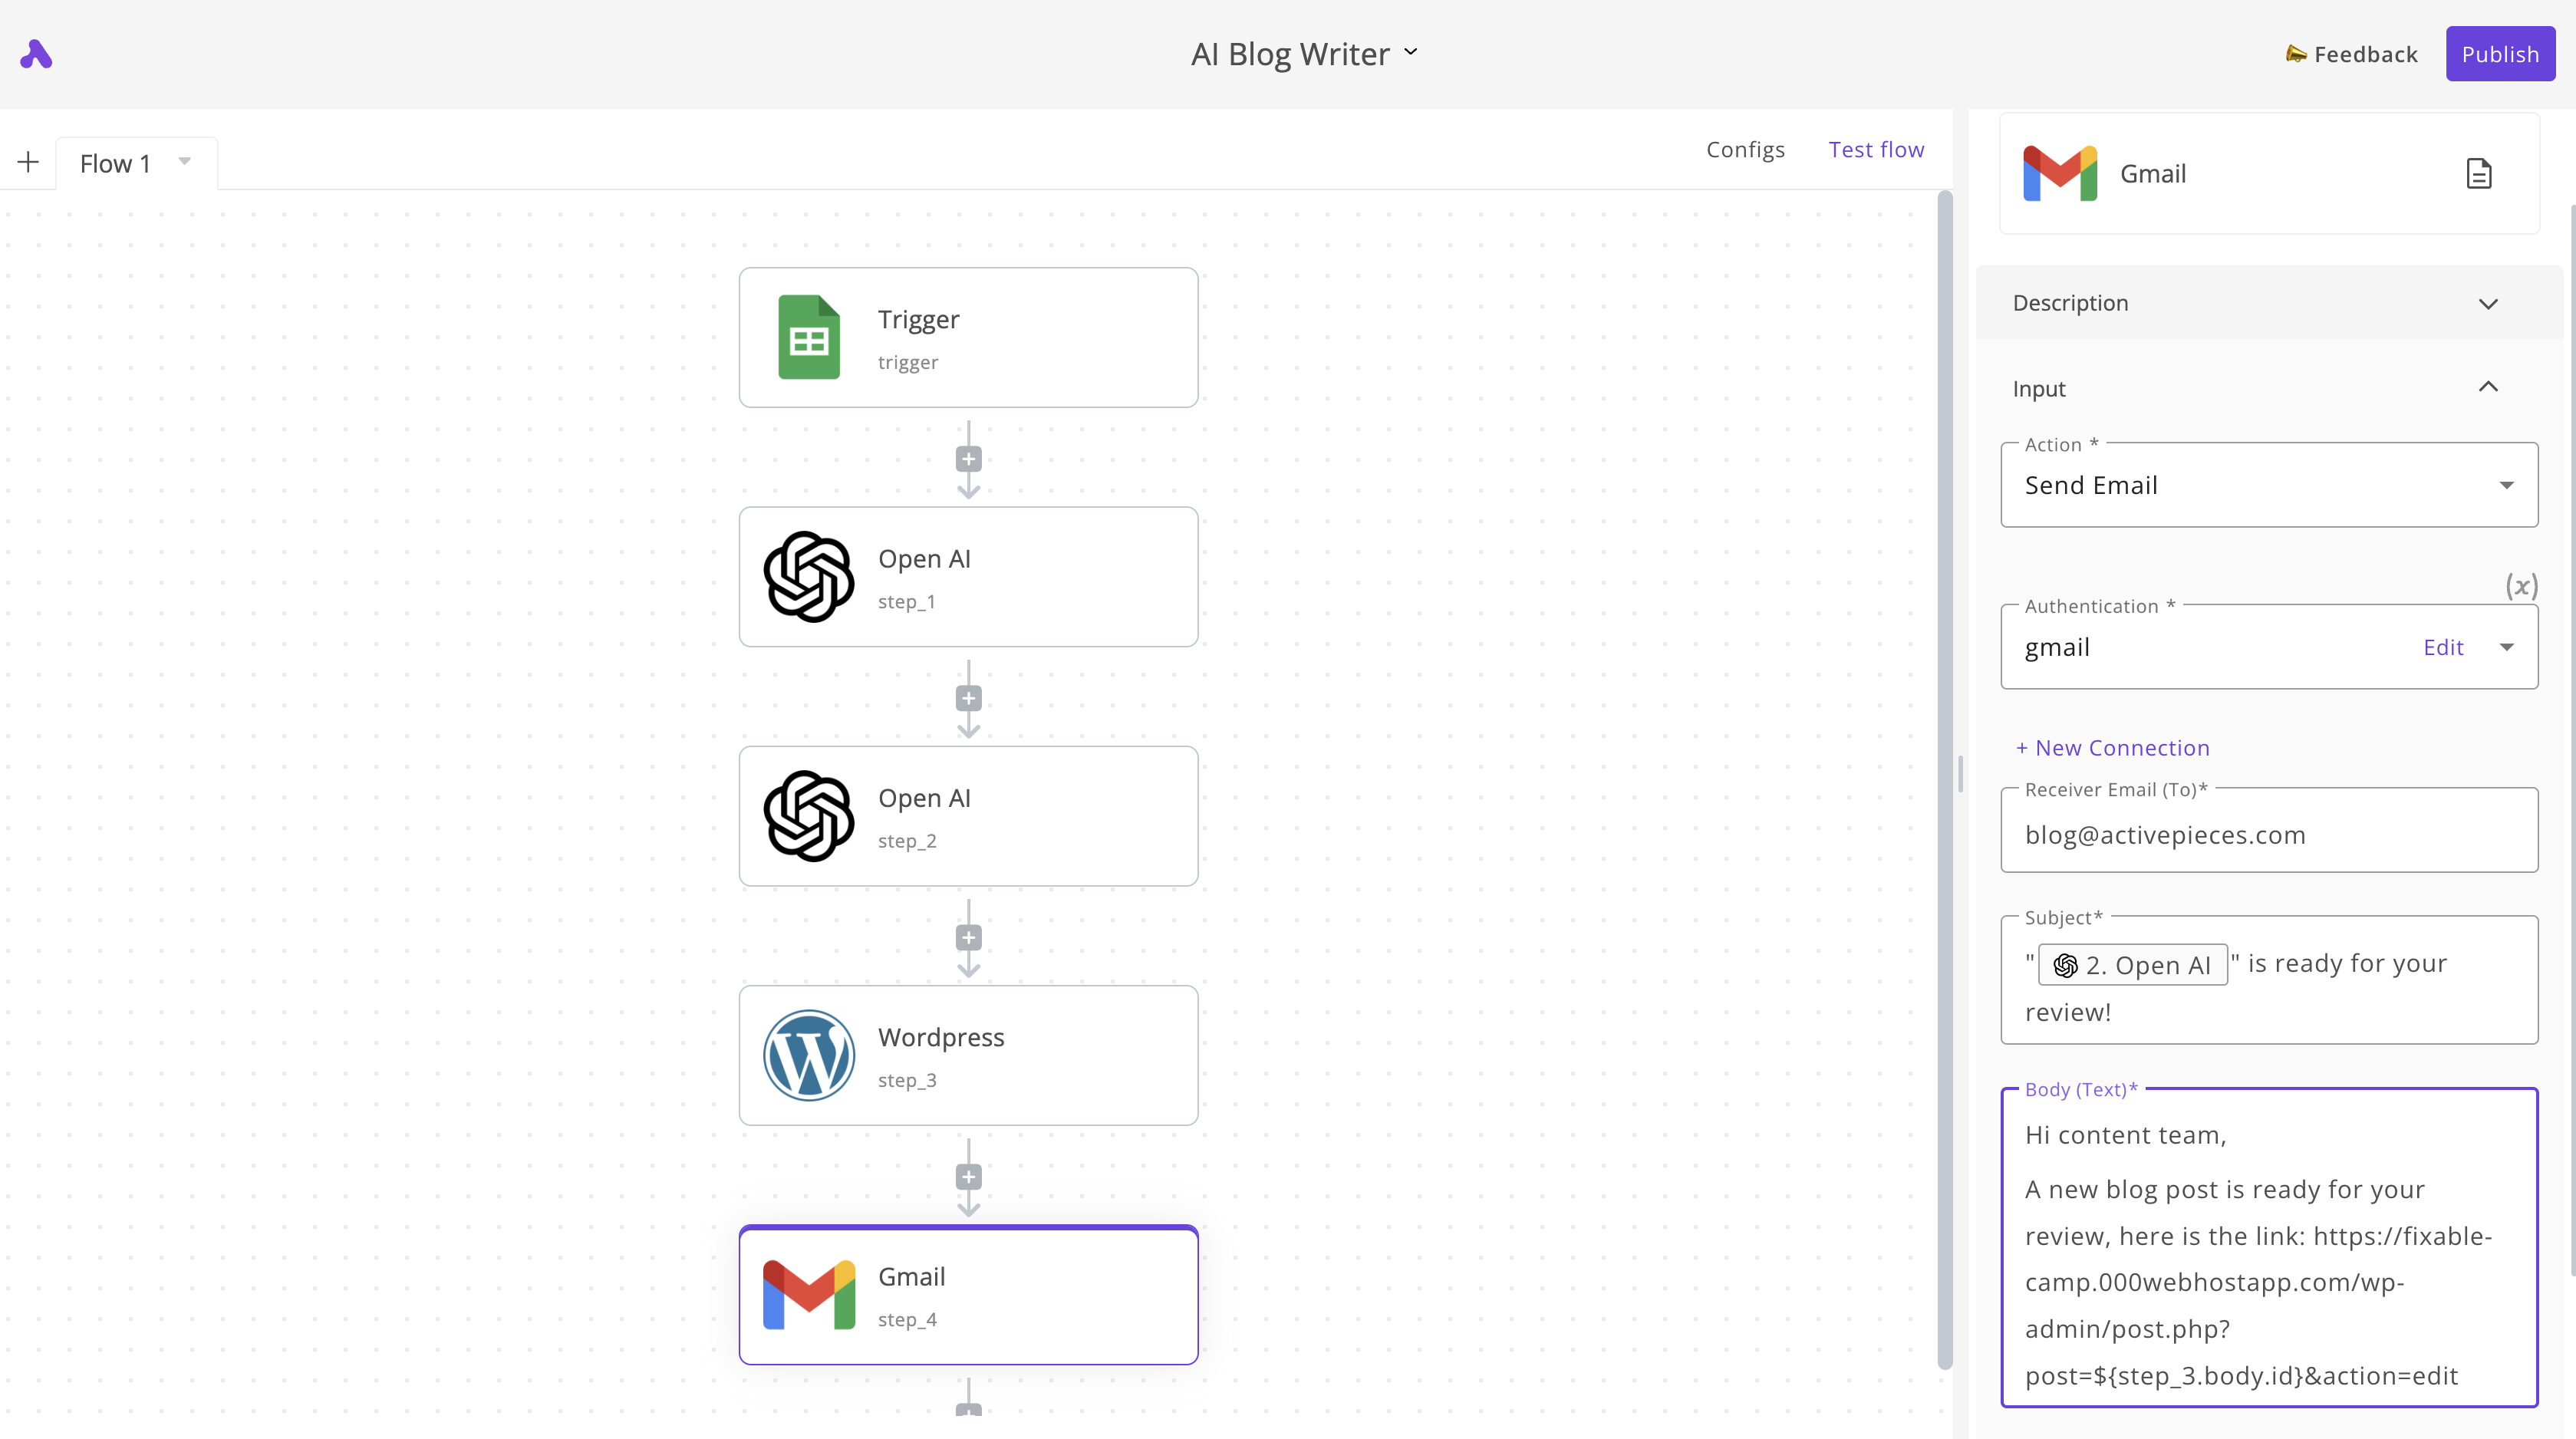 AI Blog Writer
Feedback
Publish
Flow 1
Configs
Test flow
Trigger
trigger
Open AI
step_1
Open AI
step_2
Wordpress
step_3
Gmail
step_4
Gmail
Description
Input
Action *
Send Email
(x)
Authentication *
gmail
Edit
+ New Connection
Receiver Email (To)*
blog@activepieces.com
Subject*
" 2. Open AI " is ready for your
review!
Body (Text)*
Hi content team,
A new blog post is ready for your
review, here is the link: https://fixable-
camp.000webhostapp.com/wp-
admin/post.php?
post=${step_3.body.id}&action=edit